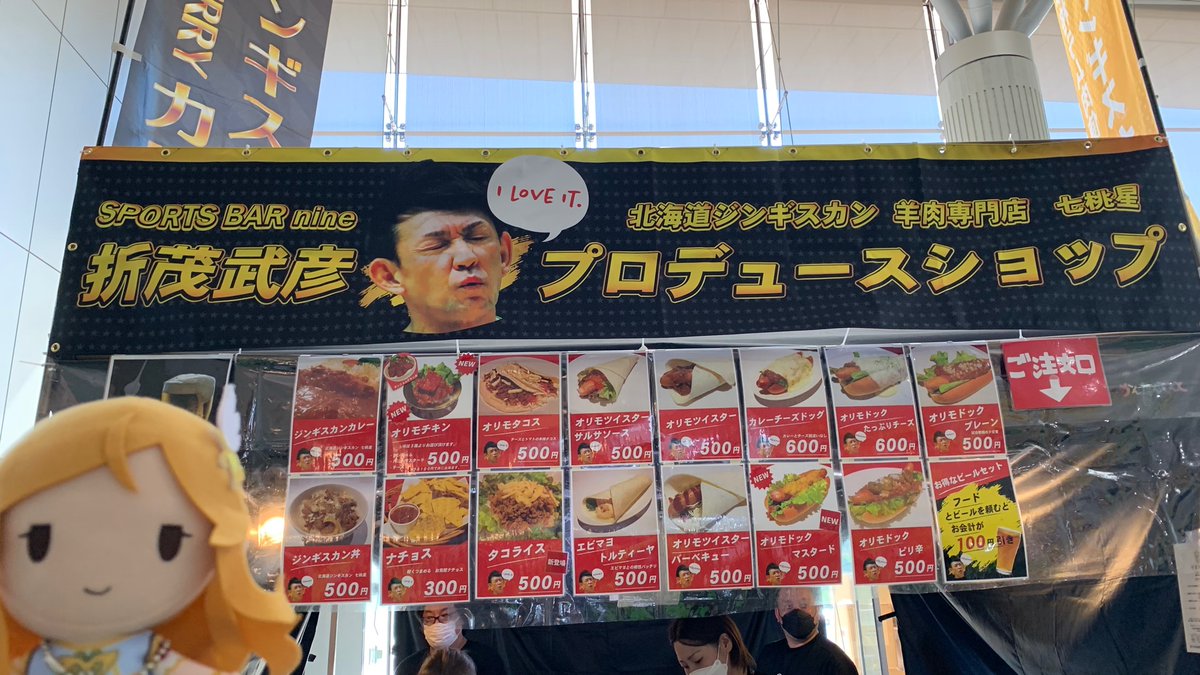 ンギス
RRY カ
SPORTS BAR nine
折茂武彦
I LOVE IT.
北海道ジンギスカン 羊肉専門店 七桃星
プロデュースショップ
ご注文口
ジンギスカンカレー
500円
NEW
NEW
オリモチキン
500円
オリモタコス
500円
オリモツイスター
サルサソース
500円
オリモツイスター
500円
カレーチーズドッグ
600円
オリモドック
たっぷりチーズ
600円
オリモドック
プレーン
500円
ジンギスカン丼
500円
ナチョス
300円
タコライス
新登場
500円
エビマヨ
トルティーヤ
500円
オリモツイスター
バーベキュー
500円
NEW
NEW
オリモドック
マスタード
500円
オリモドック
ピリ辛
500円
お得なビールセット
フード
とビールを頼むと
お会計が
100円引き